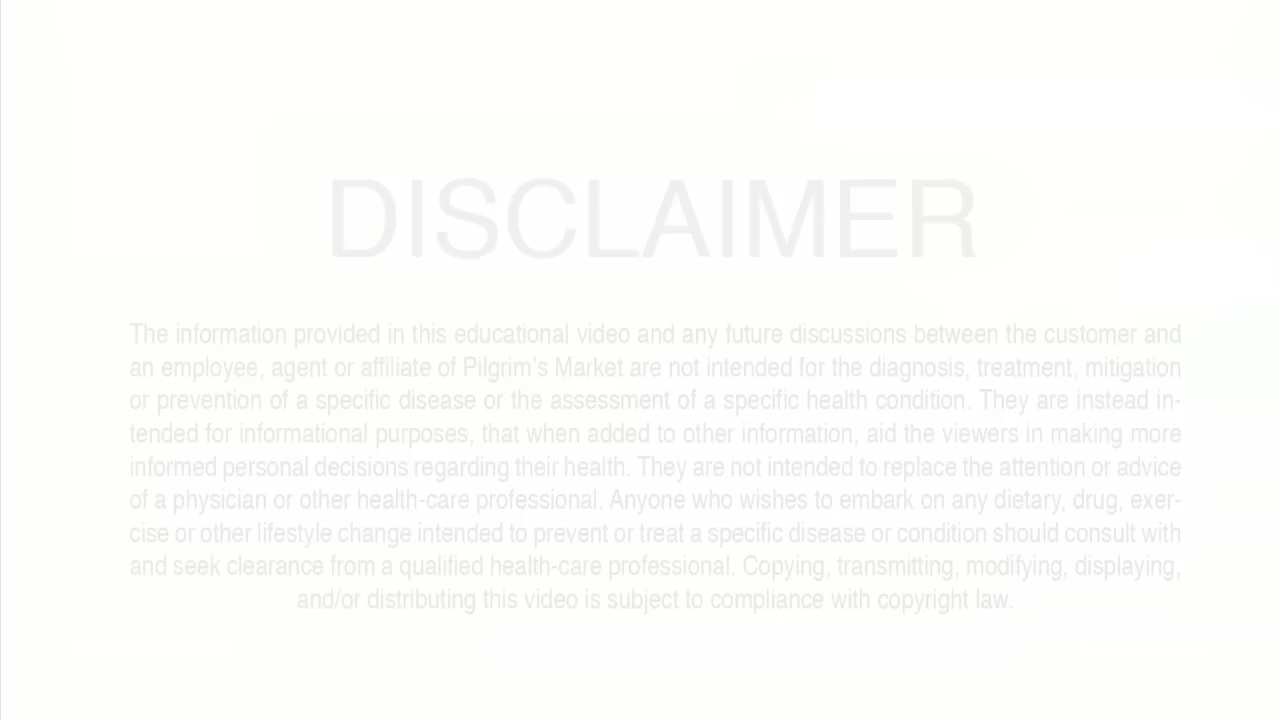 DISCLAIMER
The information provided in this educational video and any future discussions between the customer and
an employee, agent or affiliate of Pilgrim's Market are not intended for the diagnosis, treatment, mitigation
or prevention of a specific disease or the assessment of a specific health condition. They are instead in-
tended for informational purposes, that when added to other information, aid the viewers in making more
informed personal decisions regarding their health. They are not intended to replace the attention or advice
of a physician or other health-care professional. Anyone who wishes to embark on any dietary, drug, exer-
cise or other lifestyle change intended to prevent or treat a specific disease or condition should consult with
and seek clearance from a qualified health-care professional. Copying, transmitting, modifying, displaying,
and/or distributing this video is subject to compliance with copyright law.